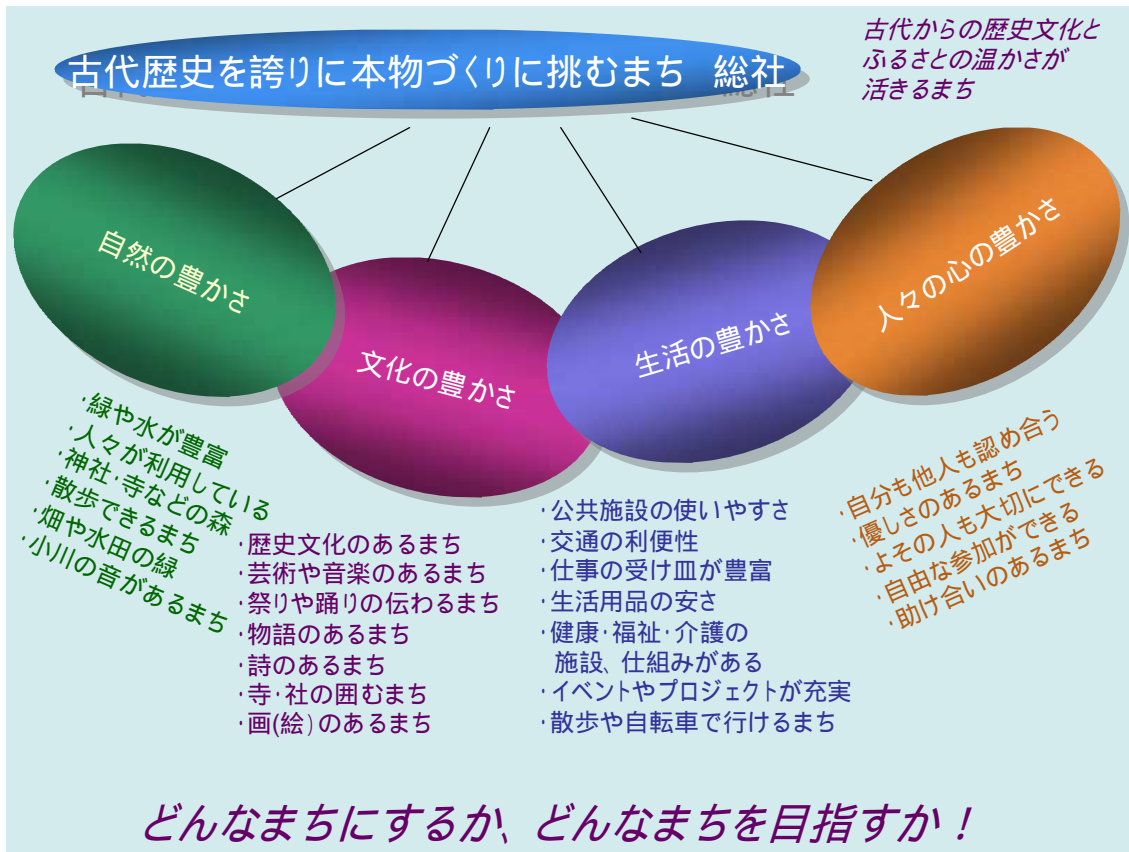 古代歴史を誇りに本物づくりに挑むまち　総社
古代からの歴史文化と
ふるさとの温かさが
活きるまち
自然の豊かさ
文化の豊かさ
生活の豊かさ
人々の心の豊かさ
・緑や水が豊富
・人々が利用している
・神社・寺などの森
・散歩できるまち
・畑や水田の緑
・小川の音があるまち
・歴史文化のあるまち
・芸術や音楽のあるまち
・祭りや踊りの伝わるまち
・物語のあるまち
・詩のあるまち
・寺・社の囲むまち
・画(絵)のあるまち
・公共施設の使いやすさ
・交通の利便性
・仕事の受け皿が豊富
・生活用品の安さ
・健康・福祉・介護の
施設、仕組みがある
・イベントやプロジェクトが充実
・散歩や自転車で行けるまち
・自分も他人も認め合う
・優しさのあるまち
・よその人も大切にできる
・自由な参加ができる
・助け合いのあるまち
どんなまちにするか、どんなまちを目指すか！